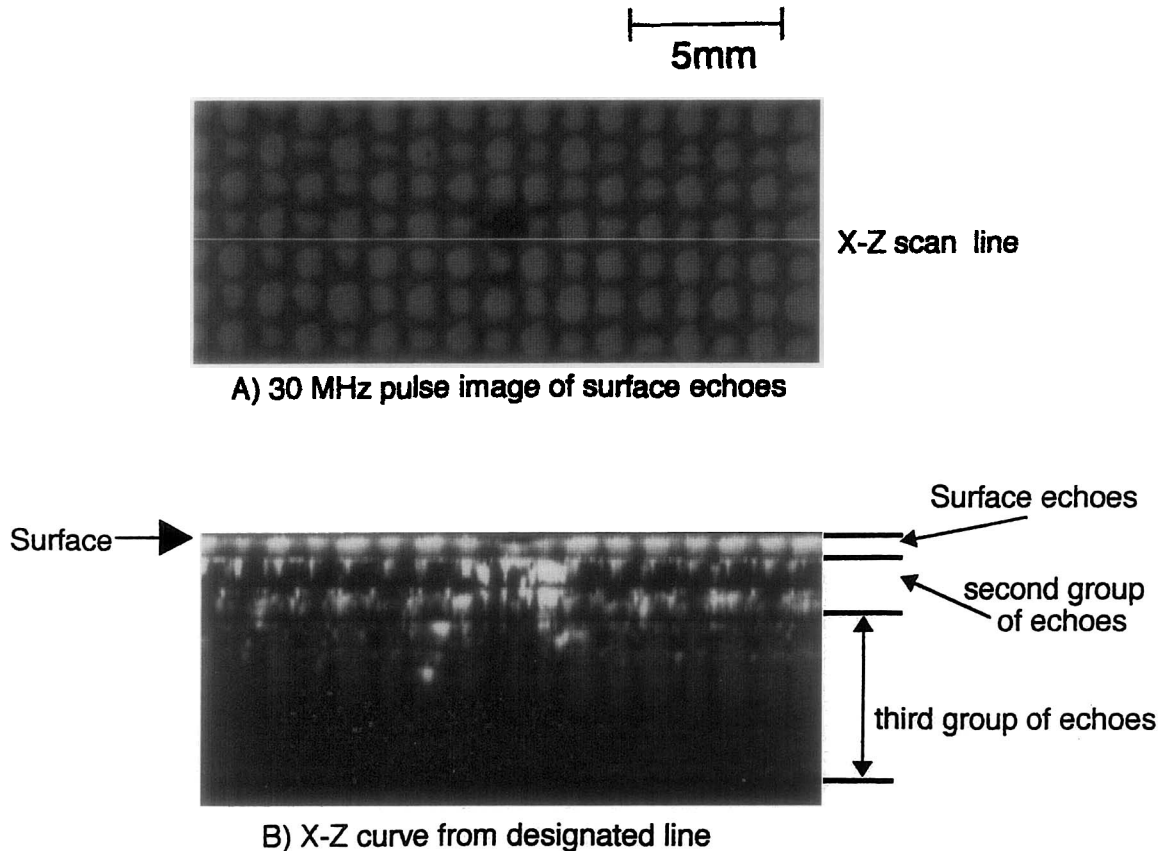 5mm
X-Z scan line
A) 30 MHz pulse image of surface echoes
Surface echoes
Surface
second group
of echoes
third group of echoes
B) X-Z curve from designated line